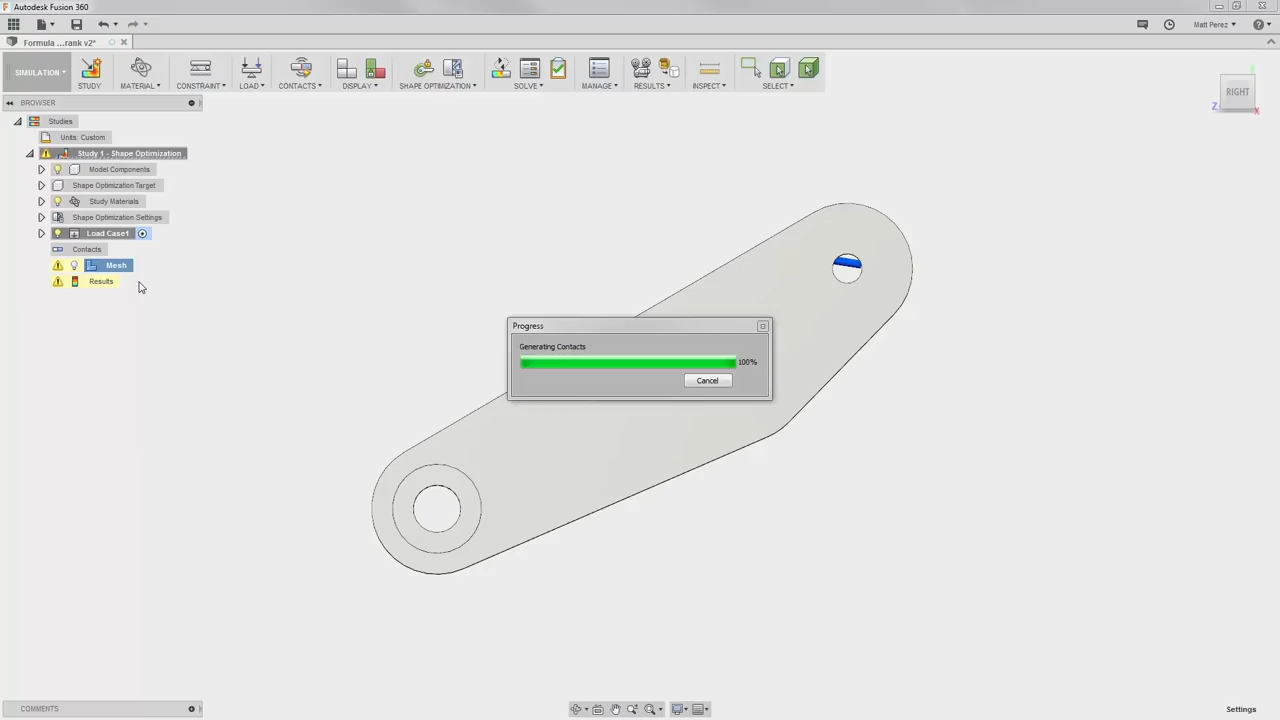 Autodesk Fusion 360
Matt Perez
Formula ...rank v2*
SIMULATION
STUDY
MATERIAL
CONSTRAINT
LOAD
CONTACTS
DISPLAY
SHAPE OPTIMIZATION
SOLVE
MANAGE
RESULTS
INSPECT
SELECT
RIGHT
Z
X
BROWSER
Studies
Units: Custom
Study 1 - Shape Optimization
Model Components
Shape Optimization Target
Study Materials
Shape Optimization Settings
Load Case1
Contacts
Mesh
Results
Progress
Generating Contacts
100%
Cancel
COMMENTS
Settings